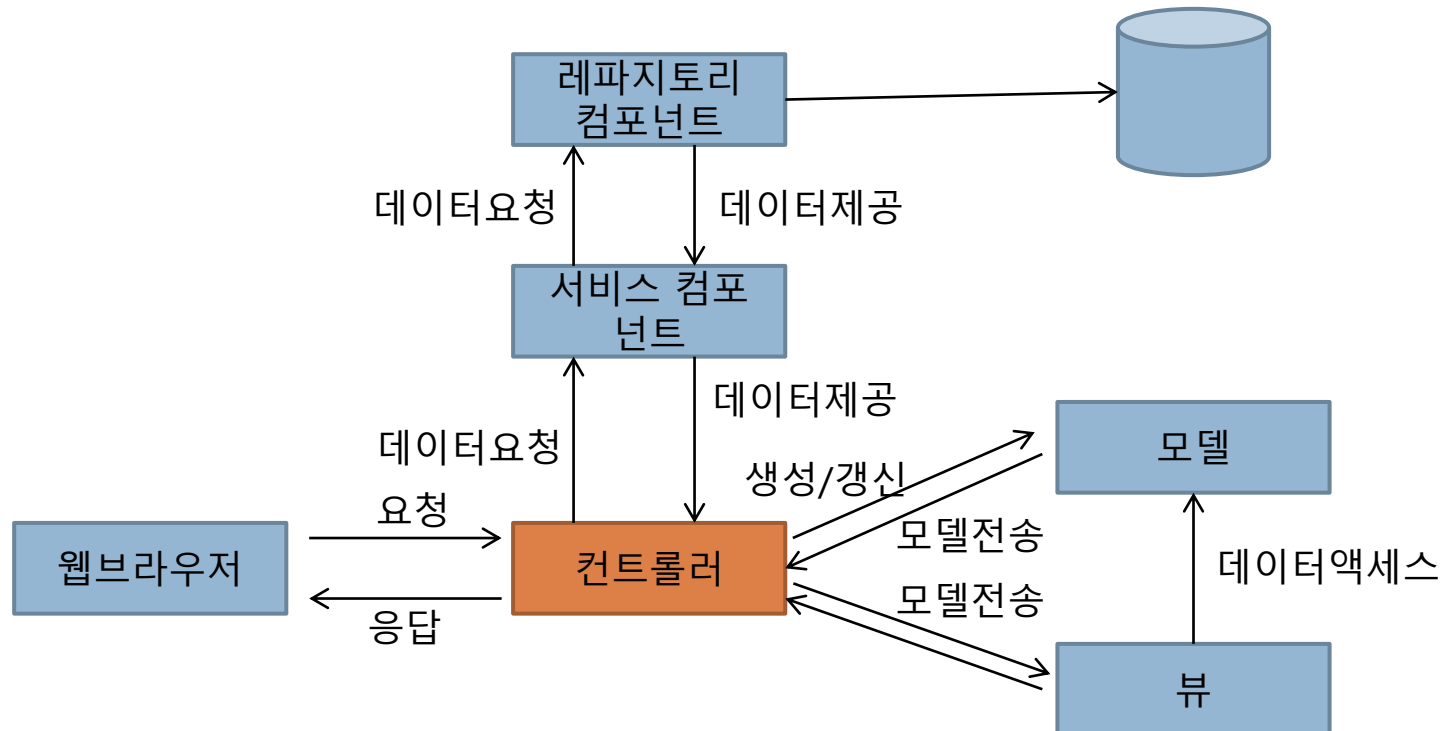 레파지토리
컴포넌트
데이터요청
데이터제공
서비스 컴포
넌트
데이터제공
데이터요청
생성/갱신
모델
요청
모델전송
웹브라우저
컨트롤러
데이터액세스
모델전송
응답
뷰